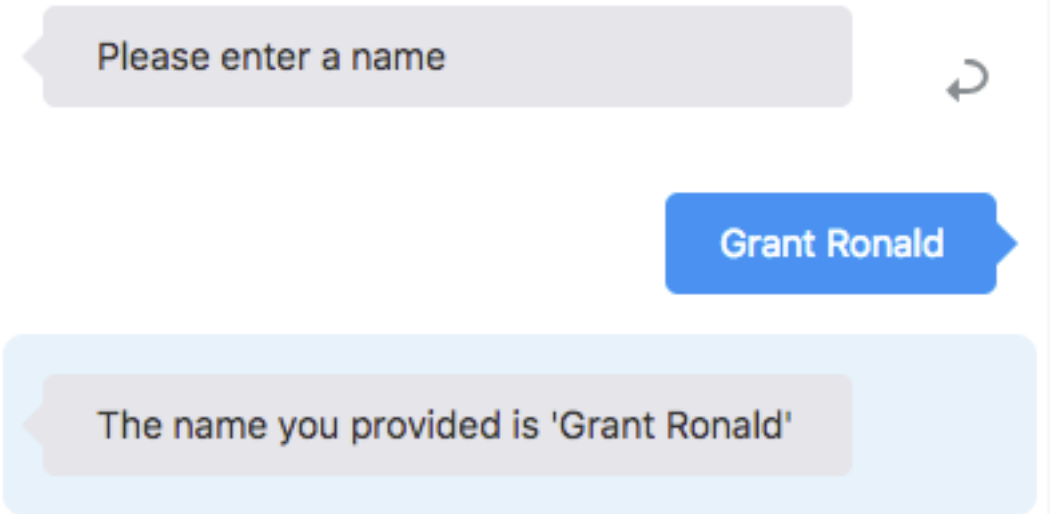 Please enter a name
Grant Ronald
The name you provided is 'Grant Ronald'